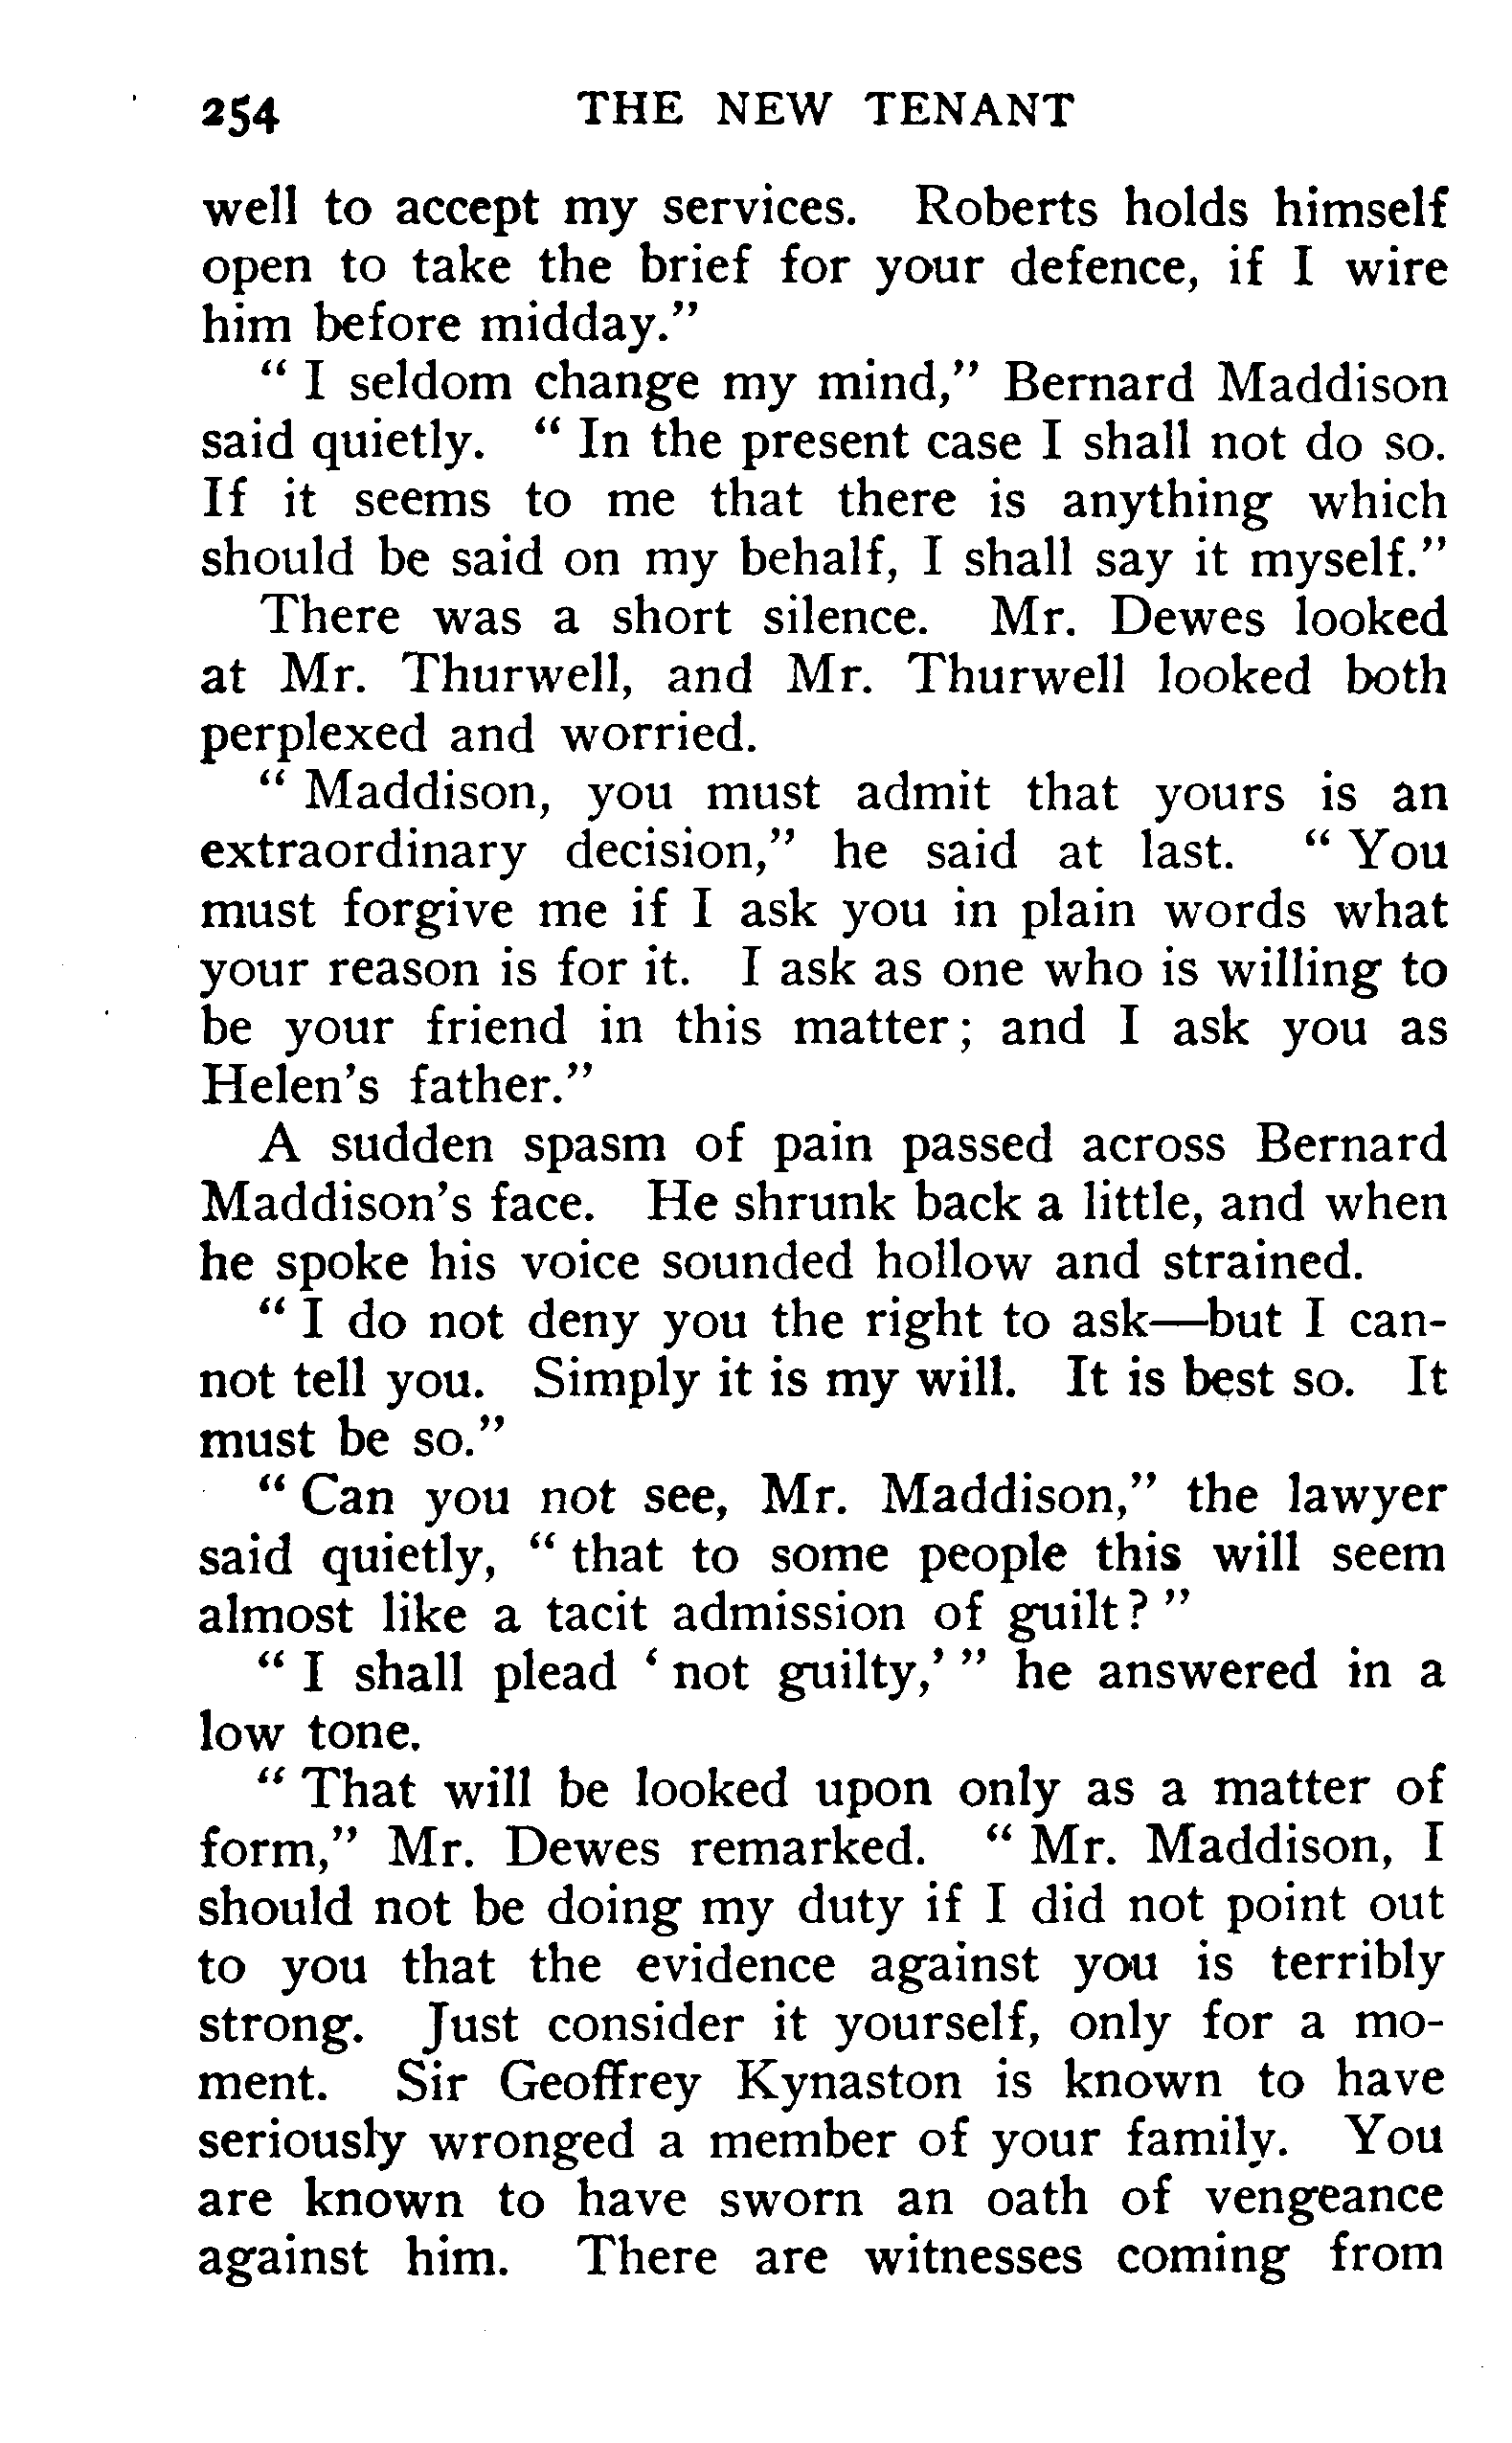 254 THE NEW TENANT
well to accept my services. Roberts holds himself
open to take the brief for your defence, if I wire
him before midday."
" I seldom change my mind," Bernard Maddison
said quietly. " In the present case I shall not do so.
If it seems to me that there is anything which
should be said on my behalf, I shall say it myself."
There was a short silence. Mr. Dewes looked
at Mr. Thurwell, and Mr. Thurwell looked both
perplexed and worried.
" Maddison, you must admit that yours is an
extraordinary decision," he said at last. " You
must forgive me if I ask you in plain words what
your reason is for it. I ask as one who is willing to
be your friend in this matter; and I ask you as
Helen's father."
A sudden spasm of pain passed across Bernard
Maddison's face. He shrunk back a little, and when
he spoke his voice sounded hollow and strained.
" I do not deny you the right to ask—but I can-
not tell you. Simply it is my will. It is best so. It
must be so."
" Can you not see, Mr. Maddison," the lawyer
said quietly, " that to some people this will seem
almost like a tacit admission of guilt? "
" I shall plead ' not guilty,' " he answered in a
low tone.
" That will be looked upon only as a matter of
form," Mr. Dewes remarked. " Mr. Maddison, I
should not be doing my duty if I did not point out
to you that the evidence against you is terribly
strong. Just consider it yourself, only for a mo-
ment. Sir Geoffrey Kynaston is known to have
seriously wronged a member of your family. You
are known to have sworn an oath of vengeance
against him. There are witnesses coming from